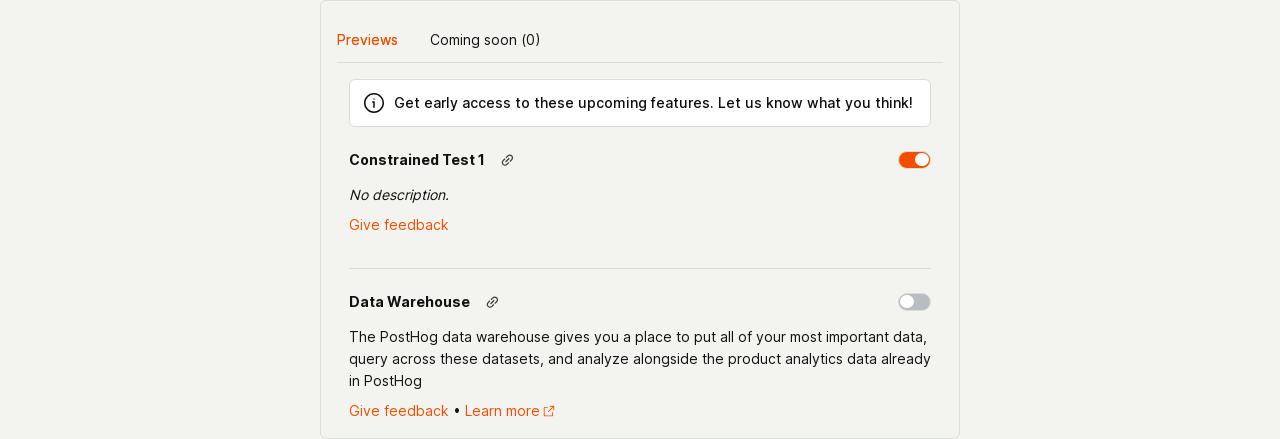 Previews
Coming soon (0)
Get early access to these upcoming features. Let us know what you think!
Constrained Test 1
No description.
Give feedback
Data Warehouse
The PostHog data warehouse gives you a place to put all of your most important data,
query across these datasets, and analyze alongside the product analytics data already
in PostHog
Give feedback • Learn more